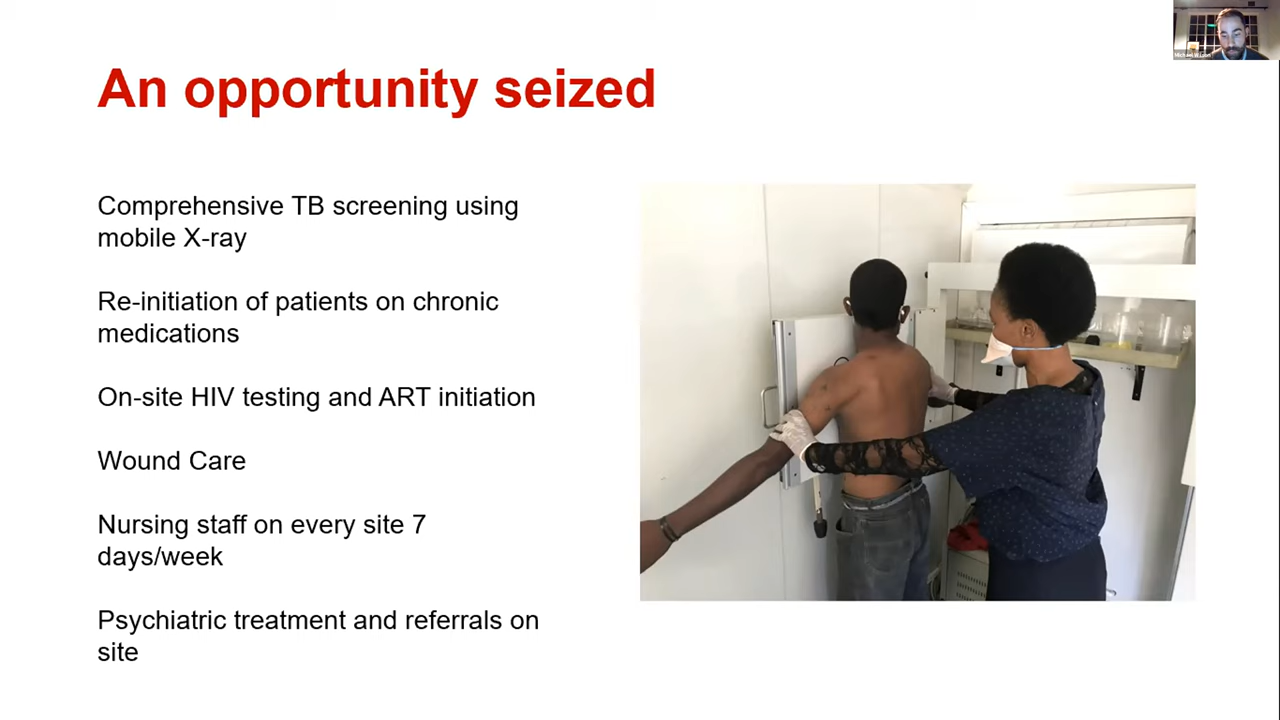 An opportunity seized
Comprehensive TB screening using
mobile X-ray
Re-initiation of patients on chronic
medications
On-site HIV testing and ART initiation
Wound Care
Nursing staff on every site 7
days/week
Psychiatric treatment and referrals on
site
Michael